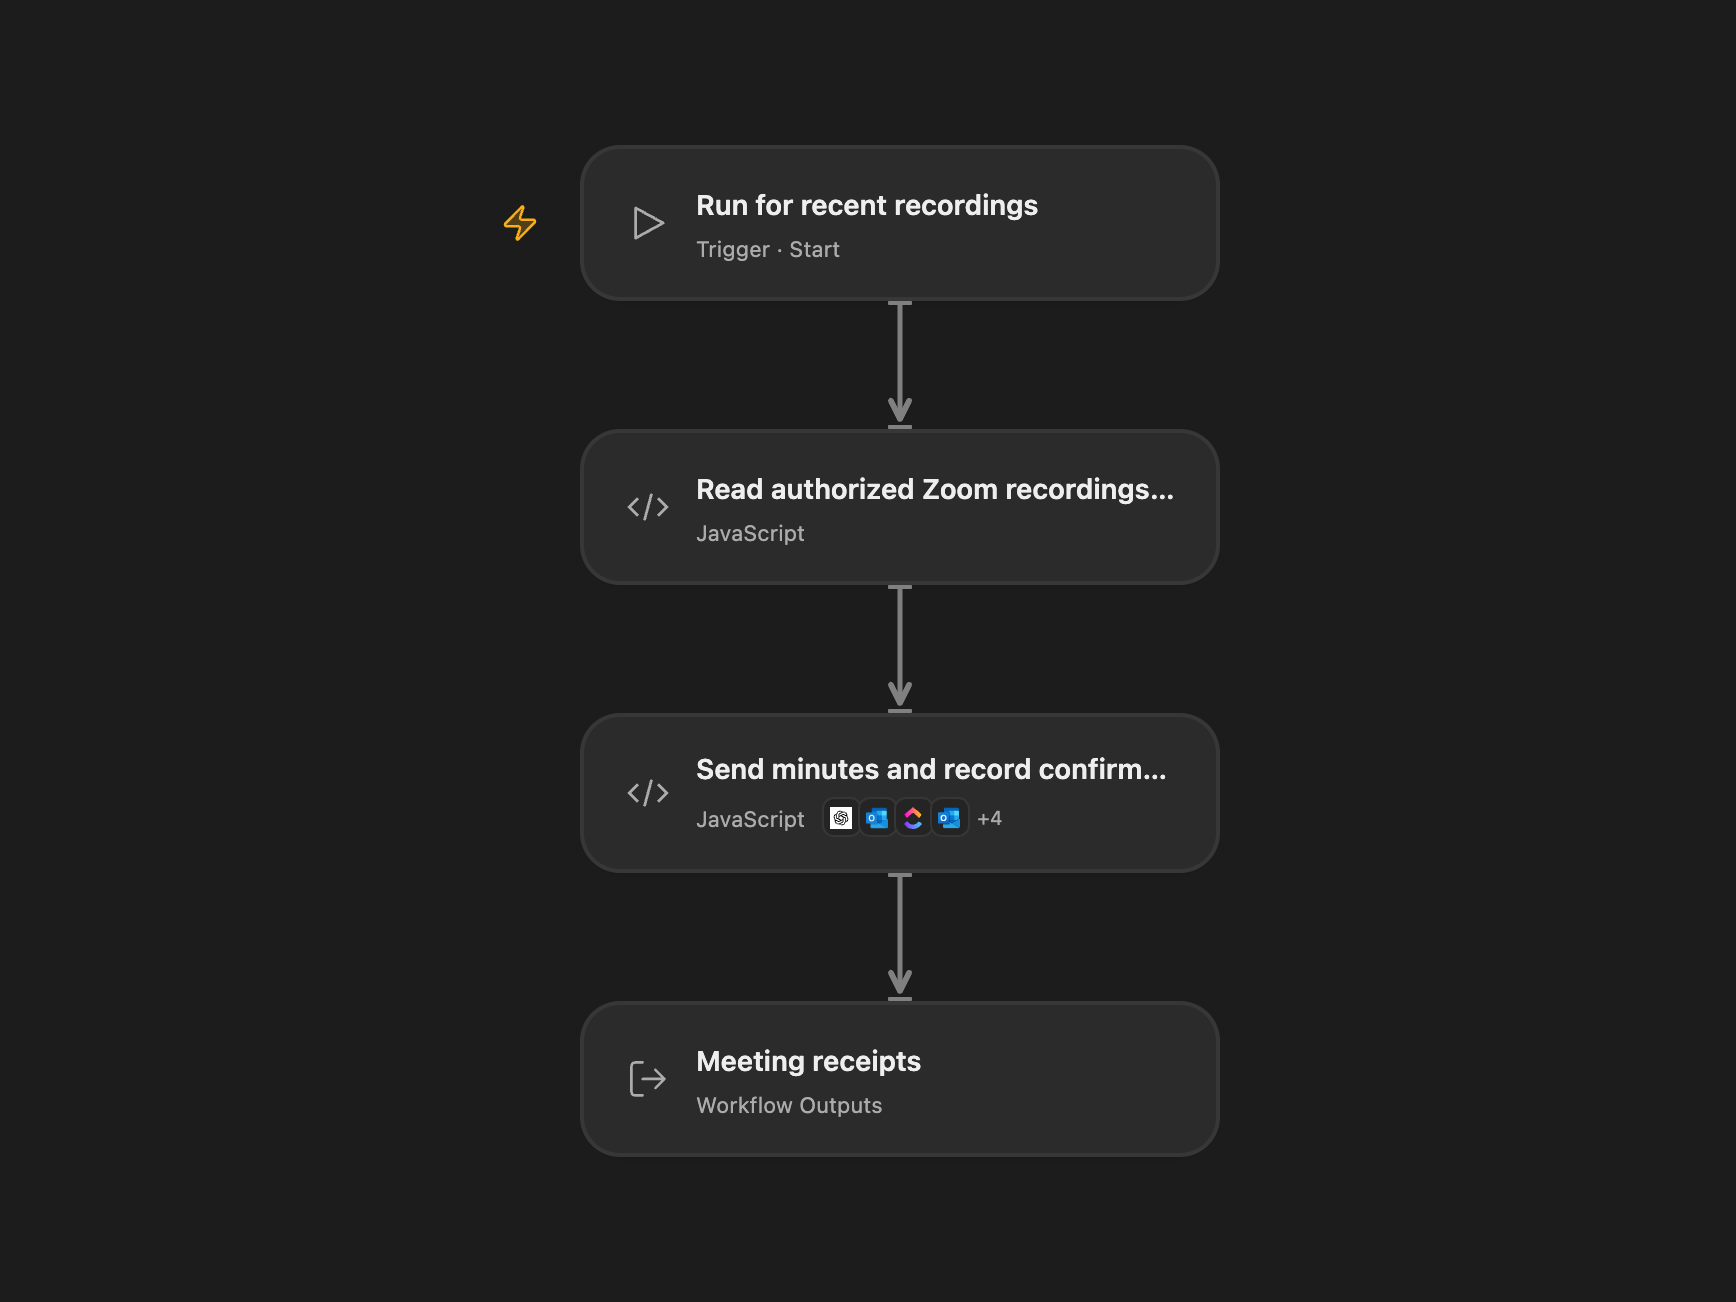 Run for recent recordings
Trigger · Start
Read authorized Zoom recordings...
JavaScript
Send minutes and record confirm...
JavaScript +4
Meeting receipts
Workflow Outputs